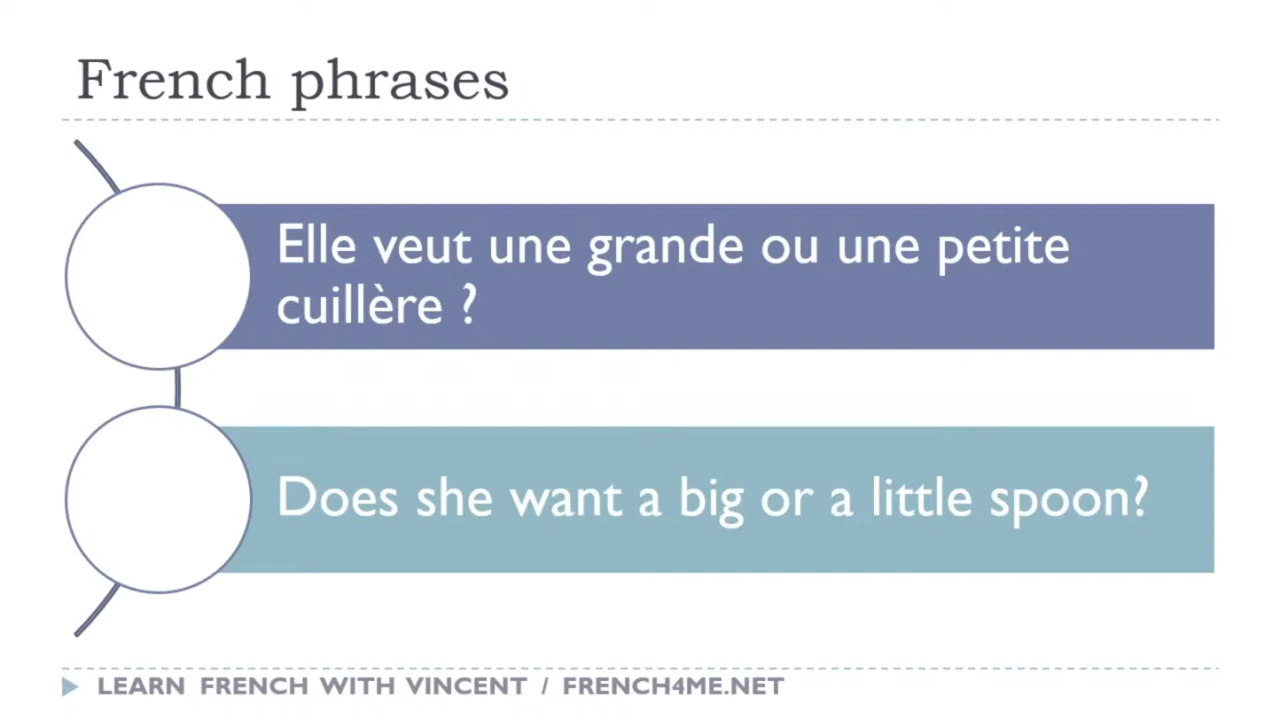 French phrases
Elle veut une grande ou une petite
cuillère ?
Does she want a big or a little spoon?
LEARN FRENCH WITH VINCENT / FRENCH4ME.NET